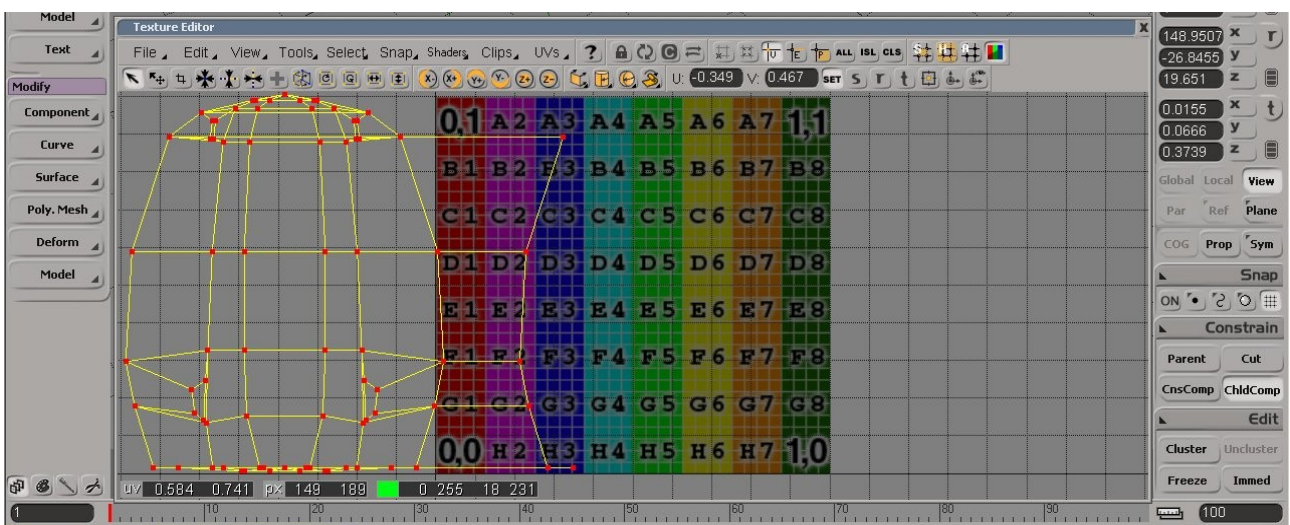 Model
Texture Editor
X
Text
File Edit View Tools Select Snap Shaders Clips UVs ? ALL ISL CLS
U: -0.349 V: 0.467 SET S r t
Modify
Component
Curve
Surface
Poly. Mesh
Deform
Model
0,1 A2 A3 A4 A5 A6 A7 1,1
B1 B2 B3 B4 B5 B6 B7 B8
C1 C2 C3 C4 C5 C6 C7 C8
D1 D2 D3 D4 D5 D6 D7 D8
E1 E2 E3 E4 E5 E6 E7 E8
F1 F2 F3 F4 F5 F6 F7 F8
G1 G2 G3 G4 G5 G6 G7 G8
0,0 H2 H3 H4 H5 H6 H7 1,0
UV 0.584 0.741 px 149 189 0 255 18 231
1
10 20 30 40 50 60 70 80 90
100
148.9507 x r
-26.8455 y
19.651 z
0.0155 x t
0.0666 y
0.3739 z
Global Local View
Par Ref Plane
COG Prop Sym
Snap
ON
Constrain
Parent Cut
CnsComp ChldComp
Edit
Cluster Uncluster
Freeze Immed